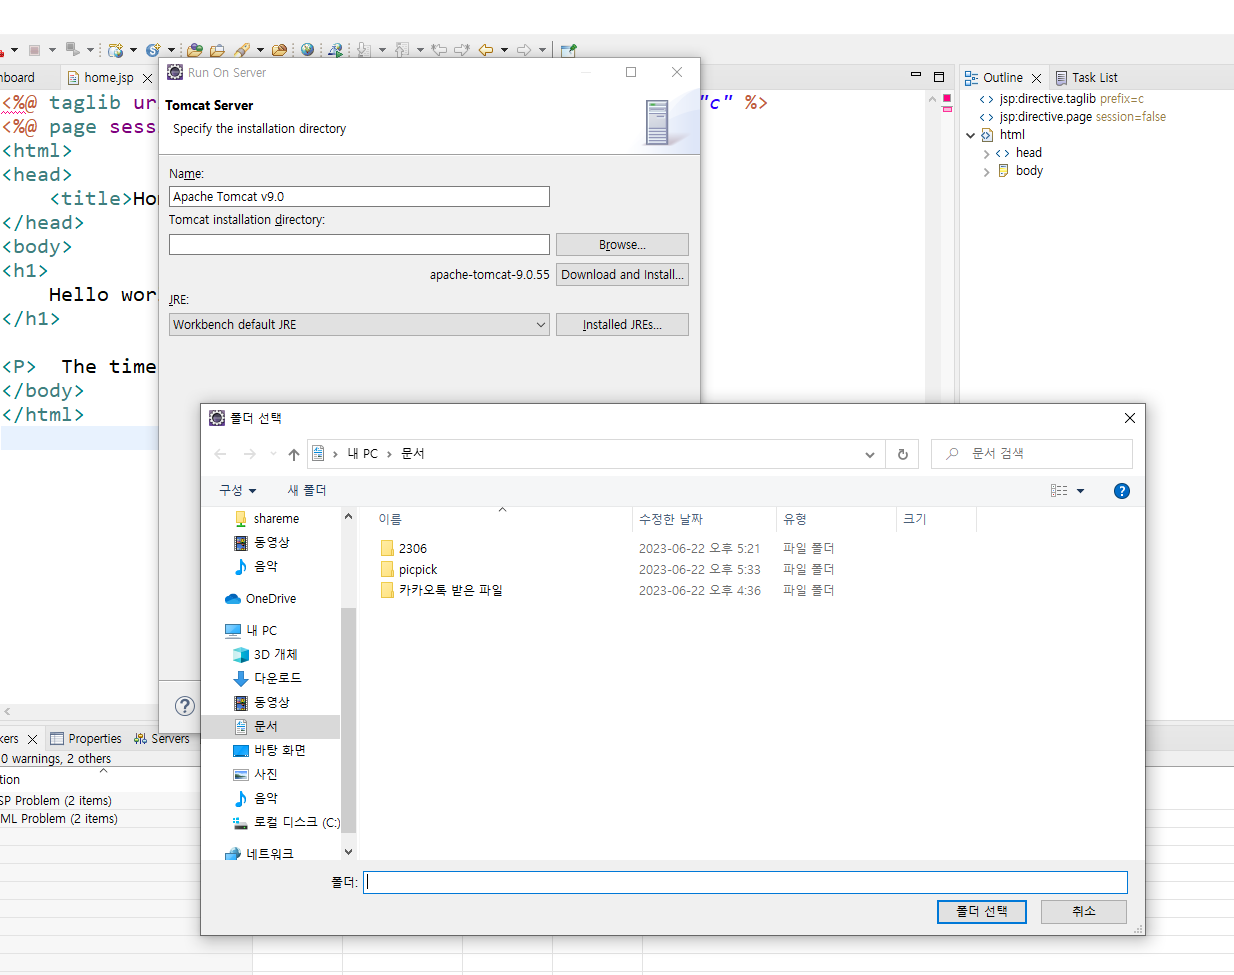 nboard
home.jsp
<%@ taglib ur
"c" %>
<%@ page sess
<html>
<head>
<title>Ho
</head>
<body>
<h1>
Hello wor
</h1>
<P>  The time
</body>
</html>
Run On Server
Tomcat Server
Specify the installation directory
Name:
Apache Tomcat v9.0
Tomcat installation directory:
Browse...
apache-tomcat-9.0.55
Download and Install...
JRE:
Workbench default JRE
Installed JREs...
Outline
Task List
jsp:directive.taglib prefix=c
jsp:directive.page session=false
html
head
body
폴더 선택
내 PC
문서
문서 검색
구성
새 폴더
shareme
동영상
음악
OneDrive
내 PC
3D 개체
다운로드
동영상
문서
바탕 화면
사진
음악
로컬 디스크 (C:)
네트워크
이름
수정한 날짜
유형
크기
2306
2023-06-22 오후 5:21
파일 폴더
picpick
2023-06-22 오후 5:33
파일 폴더
카카오톡 받은 파일
2023-06-22 오후 4:36
파일 폴더
폴더:
폴더 선택
취소
kers
Properties
Servers
0 warnings, 2 others
tion
SP Problem (2 items)
ML Problem (2 items)